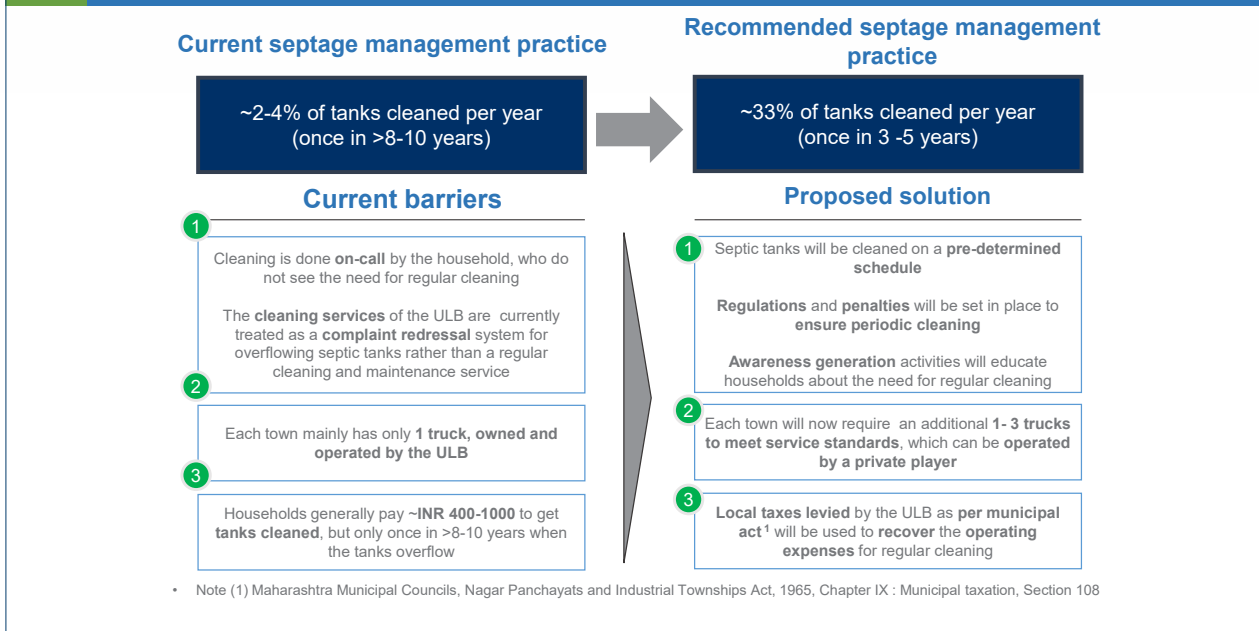 Current septage management practice
~2-4% of tanks cleaned per year
(once in >8-10 years)
Recommended septage management
practice
~33% of tanks cleaned per year
(once in 3 -5 years)
Current barriers
1
Cleaning is done on-call by the household, who do
not see the need for regular cleaning
The cleaning services of the ULB are currently
treated as a complaint redressal system for
overflowing septic tanks rather than a regular
cleaning and maintenance service
2
Each town mainly has only 1 truck, owned and
operated by the ULB
3
Households generally pay ~INR 400-1000 to get
tanks cleaned, but only once in >8-10 years when
the tanks overflow
Proposed solution
1
Septic tanks will be cleaned on a pre-determined
schedule
Regulations and penalties will be set in place to
ensure periodic cleaning
Awareness generation activities will educate
households about the need for regular cleaning
2
Each town will now require an additional 1- 3 trucks
to meet service standards, which can be operated
by a private player
3
Local taxes levied by the ULB as per municipal
act 1 will be used to recover the operating
expenses for regular cleaning
• Note (1) Maharashtra Municipal Councils, Nagar Panchayats and Industrial Townships Act, 1965, Chapter IX : Municipal taxation, Section 108